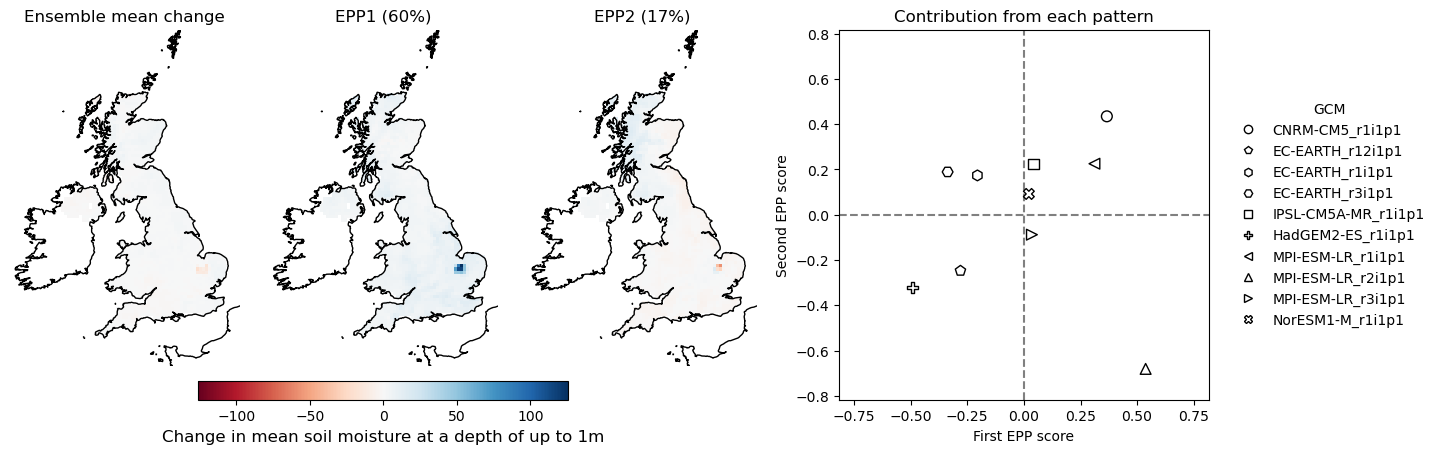 Ensemble mean change
EPP1 (60%)
EPP2 (17%)
Contribution from each pattern
0.8
0.6
0.4
0.2
0.0
−0.2
−0.4
−0.6
−0.8
Second EPP score
−0.75
−0.50
−0.25
0.00
0.25
0.50
0.75
First EPP score
GCM
CNRM-CM5_r1i1p1
EC-EARTH_r12i1p1
EC-EARTH_r1i1p1
EC-EARTH_r3i1p1
IPSL-CM5A-MR_r1i1p1
HadGEM2-ES_r1i1p1
MPI-ESM-LR_r1i1p1
MPI-ESM-LR_r2i1p1
MPI-ESM-LR_r3i1p1
NorESM1-M_r1i1p1
−100
−50
0
50
100
Change in mean soil moisture at a depth of up to 1m